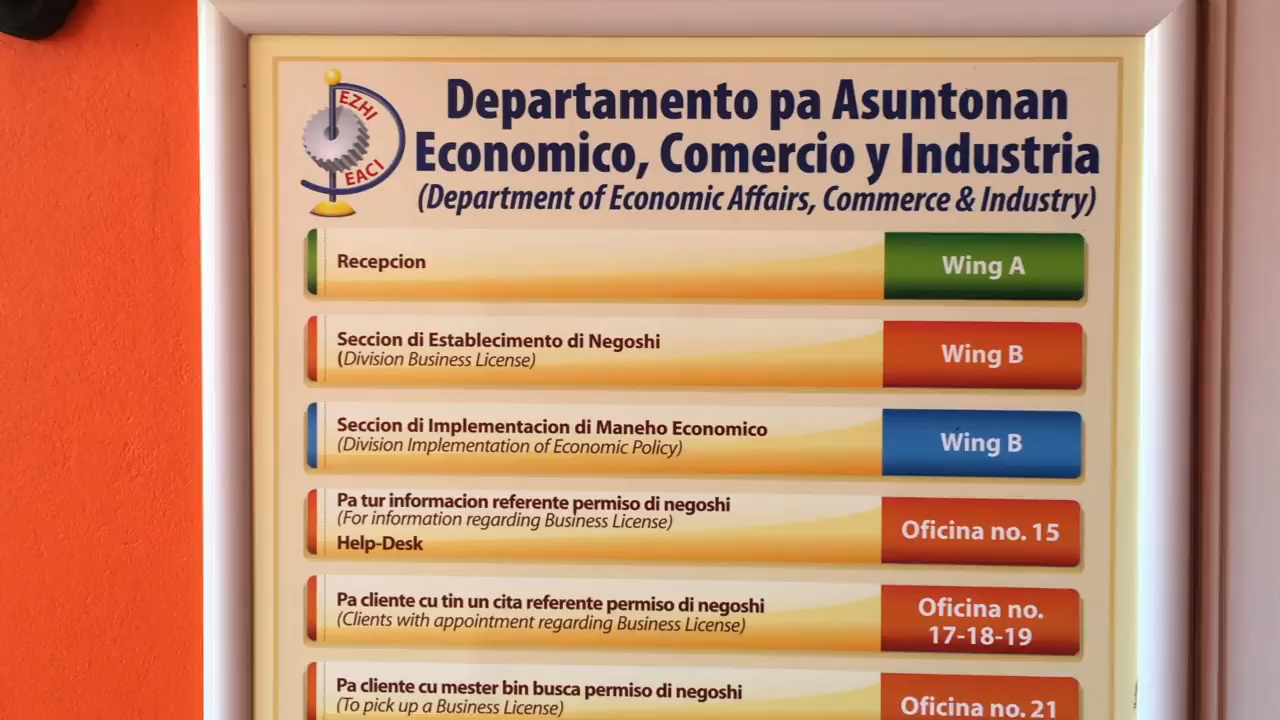 EZHI
EACI
Departamento pa Asuntonan
Economico, Comercio y Industria
(Department of Economic Affairs, Commerce & Industry)
Recepcion
Wing A
Seccion di Establecimento di Negoshi
(Division Business License)
Wing B
Seccion di Implementacion di Maneho Economico
(Division Implementation of Economic Policy)
Wing B
Pa tur informacion referente permiso di negoshi
(For information regarding Business License)
Help-Desk
Oficina no. 15
Pa cliente cu tin un cita referente permiso di negoshi
(Clients with appointment regarding Business License)
Oficina no.
17-18-19
Pa cliente cu mester bin busca permiso di negoshi
(To pick up a Business License)
Oficina no. 21